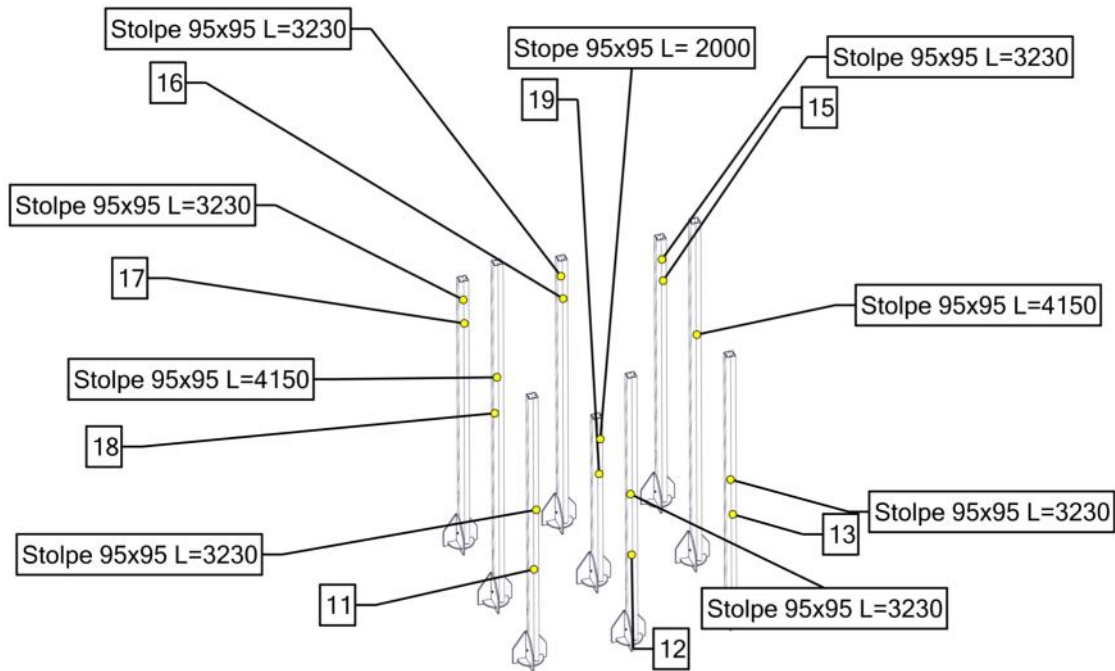 Stolpe 95x95 L=3230
Stope 95x95 L= 2000
Stolpe 95x95 L=3230
16
19
15
Stolpe 95x95 L=3230
17
Stolpe 95x95 L=4150
Stolpe 95x95 L=4150
18
Stolpe 95x95 L=3230
Stolpe 95x95 L=3230
13
11
Stolpe 95x95 L=3230
12